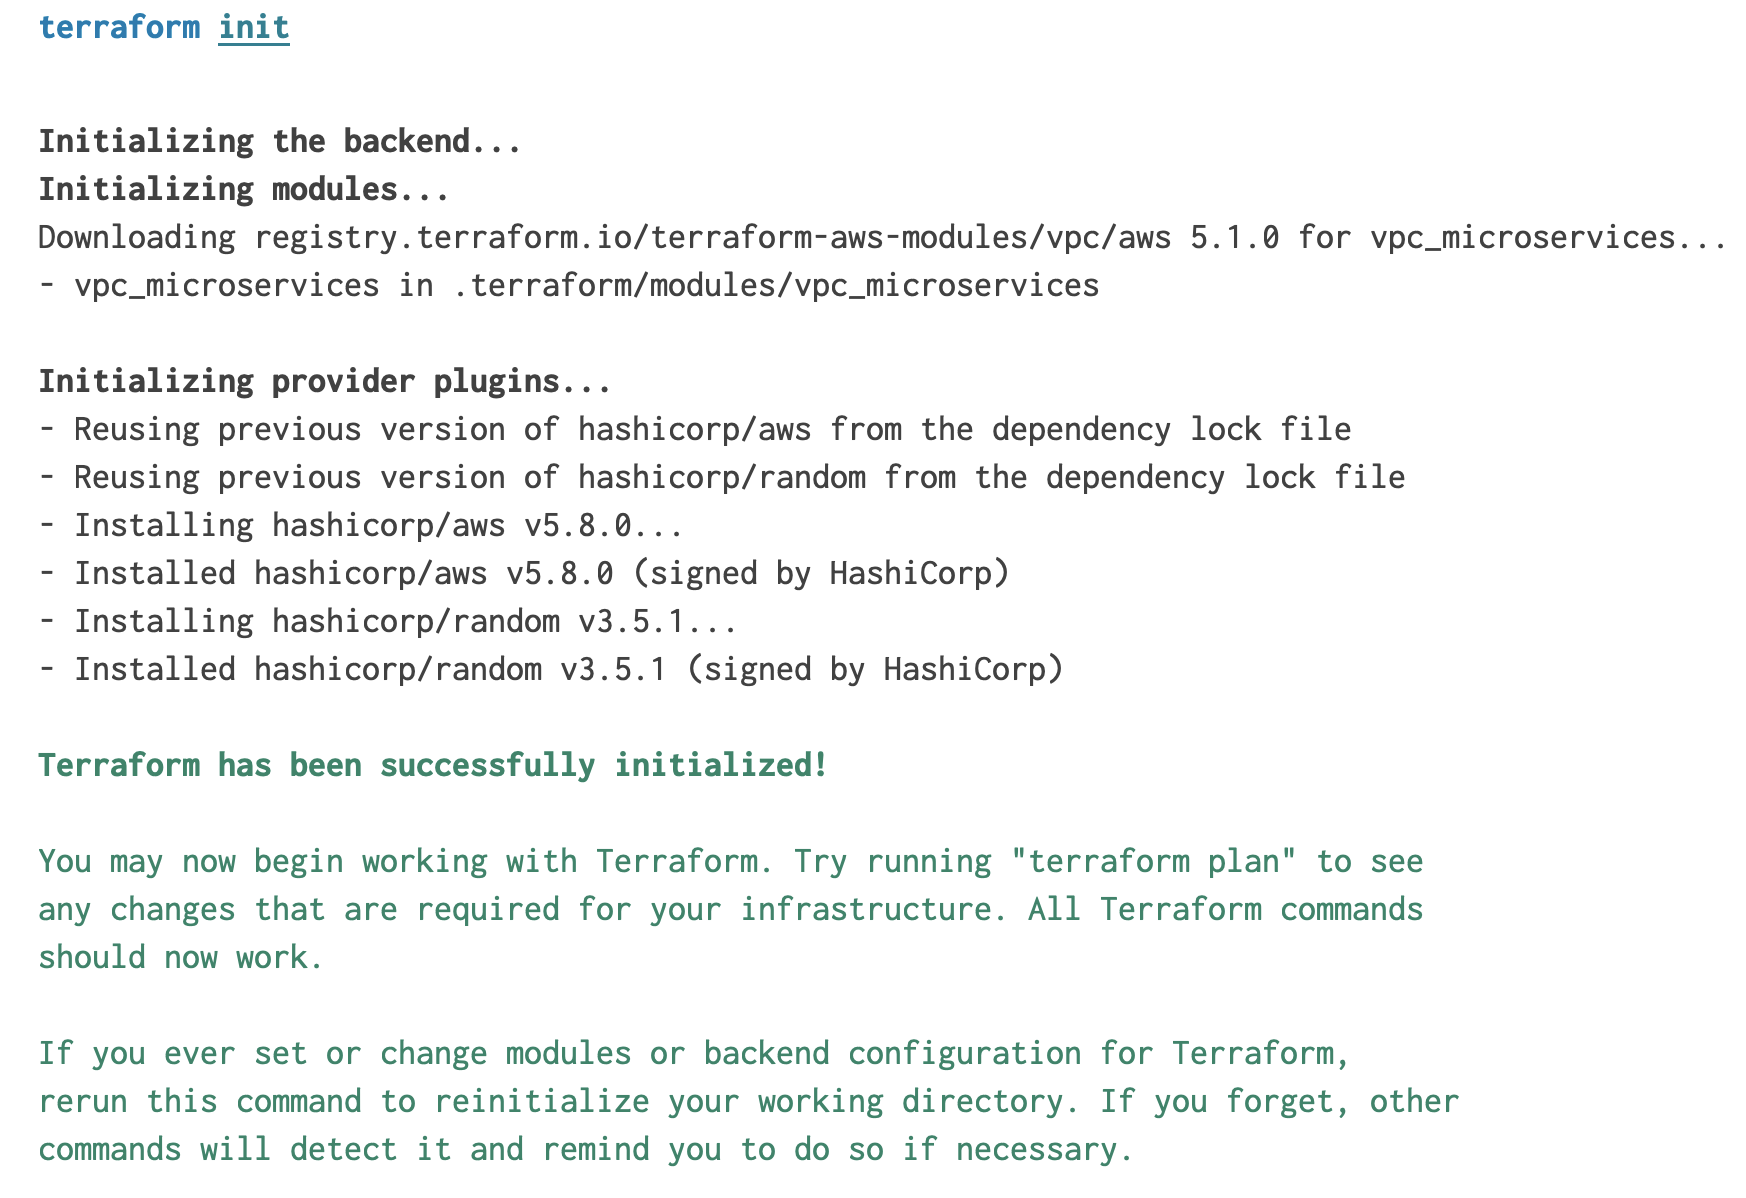 terraform init
Initializing the backend...
Initializing modules...
Downloading registry.terraform.io/terraform-aws-modules/vpc/aws 5.1.0 for vpc_microservices...
- vpc_microservices in .terraform/modules/vpc_microservices
Initializing provider plugins...
- Reusing previous version of hashicorp/aws from the dependency lock file
- Reusing previous version of hashicorp/random from the dependency lock file
- Installing hashicorp/aws v5.8.0...
- Installed hashicorp/aws v5.8.0 (signed by HashiCorp)
- Installing hashicorp/random v3.5.1...
- Installed hashicorp/random v3.5.1 (signed by HashiCorp)
Terraform has been successfully initialized!
You may now begin working with Terraform. Try running "terraform plan" to see
any changes that are required for your infrastructure. All Terraform commands
should now work.
If you ever set or change modules or backend configuration for Terraform,
rerun this command to reinitialize your working directory. If you forget, other
commands will detect it and remind you to do so if necessary.